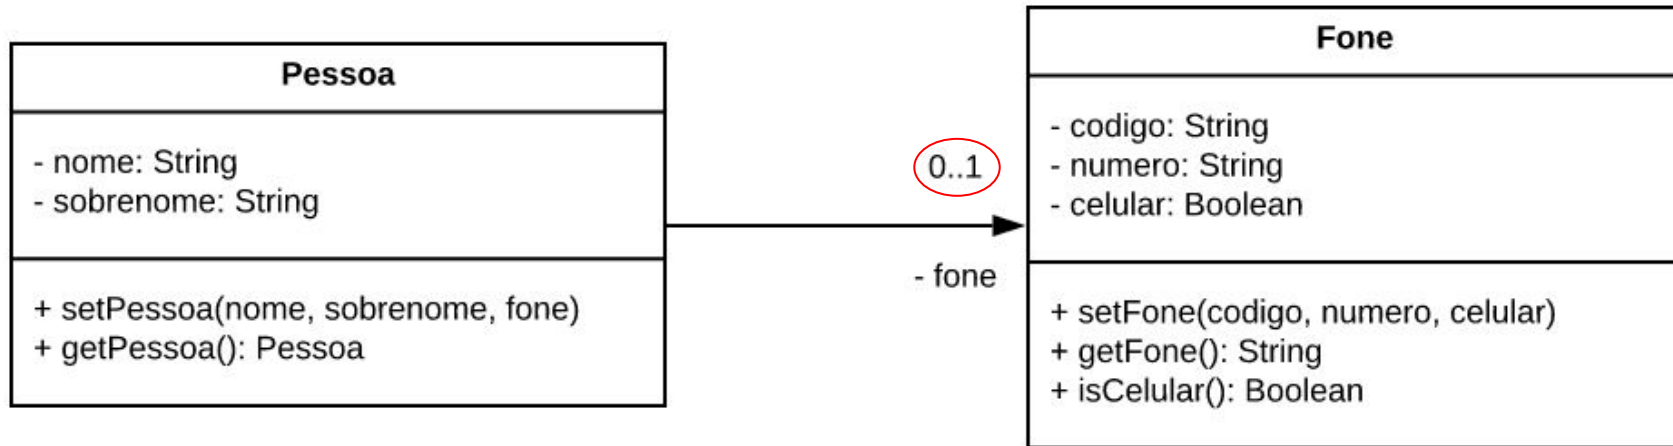 Pessoa
- nome: String
- sobrenome: String
+ setPessoa(nome, sobrenome, fone)
+ getPessoa(): Pessoa
0..1
- fone
Fone
- codigo: String
- numero: String
- celular: Boolean
+ setFone(codigo, numero, celular)
+ getFone(): String
+ isCelular(): Boolean